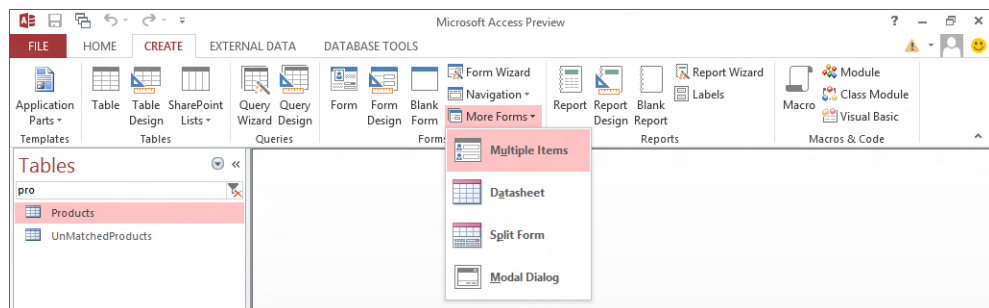 Microsoft Access Preview
FILE HOME CREATE EXTERNAL DATA DATABASE TOOLS
Application Parts
Table
Table Design
SharePoint Lists
Query Wizard
Query Design
Form
Form Design
Blank Form
Form Wizard
Navigation
More Forms
Report
Report Design
Blank Report
Report Wizard
Labels
Macro
Module
Class Module
Visual Basic
Templates Tables Queries Forms Reports Macros & Code
Multiple Items
Datasheet
Split Form
Modal Dialog
Tables
pro
Products
UnMatchedProducts